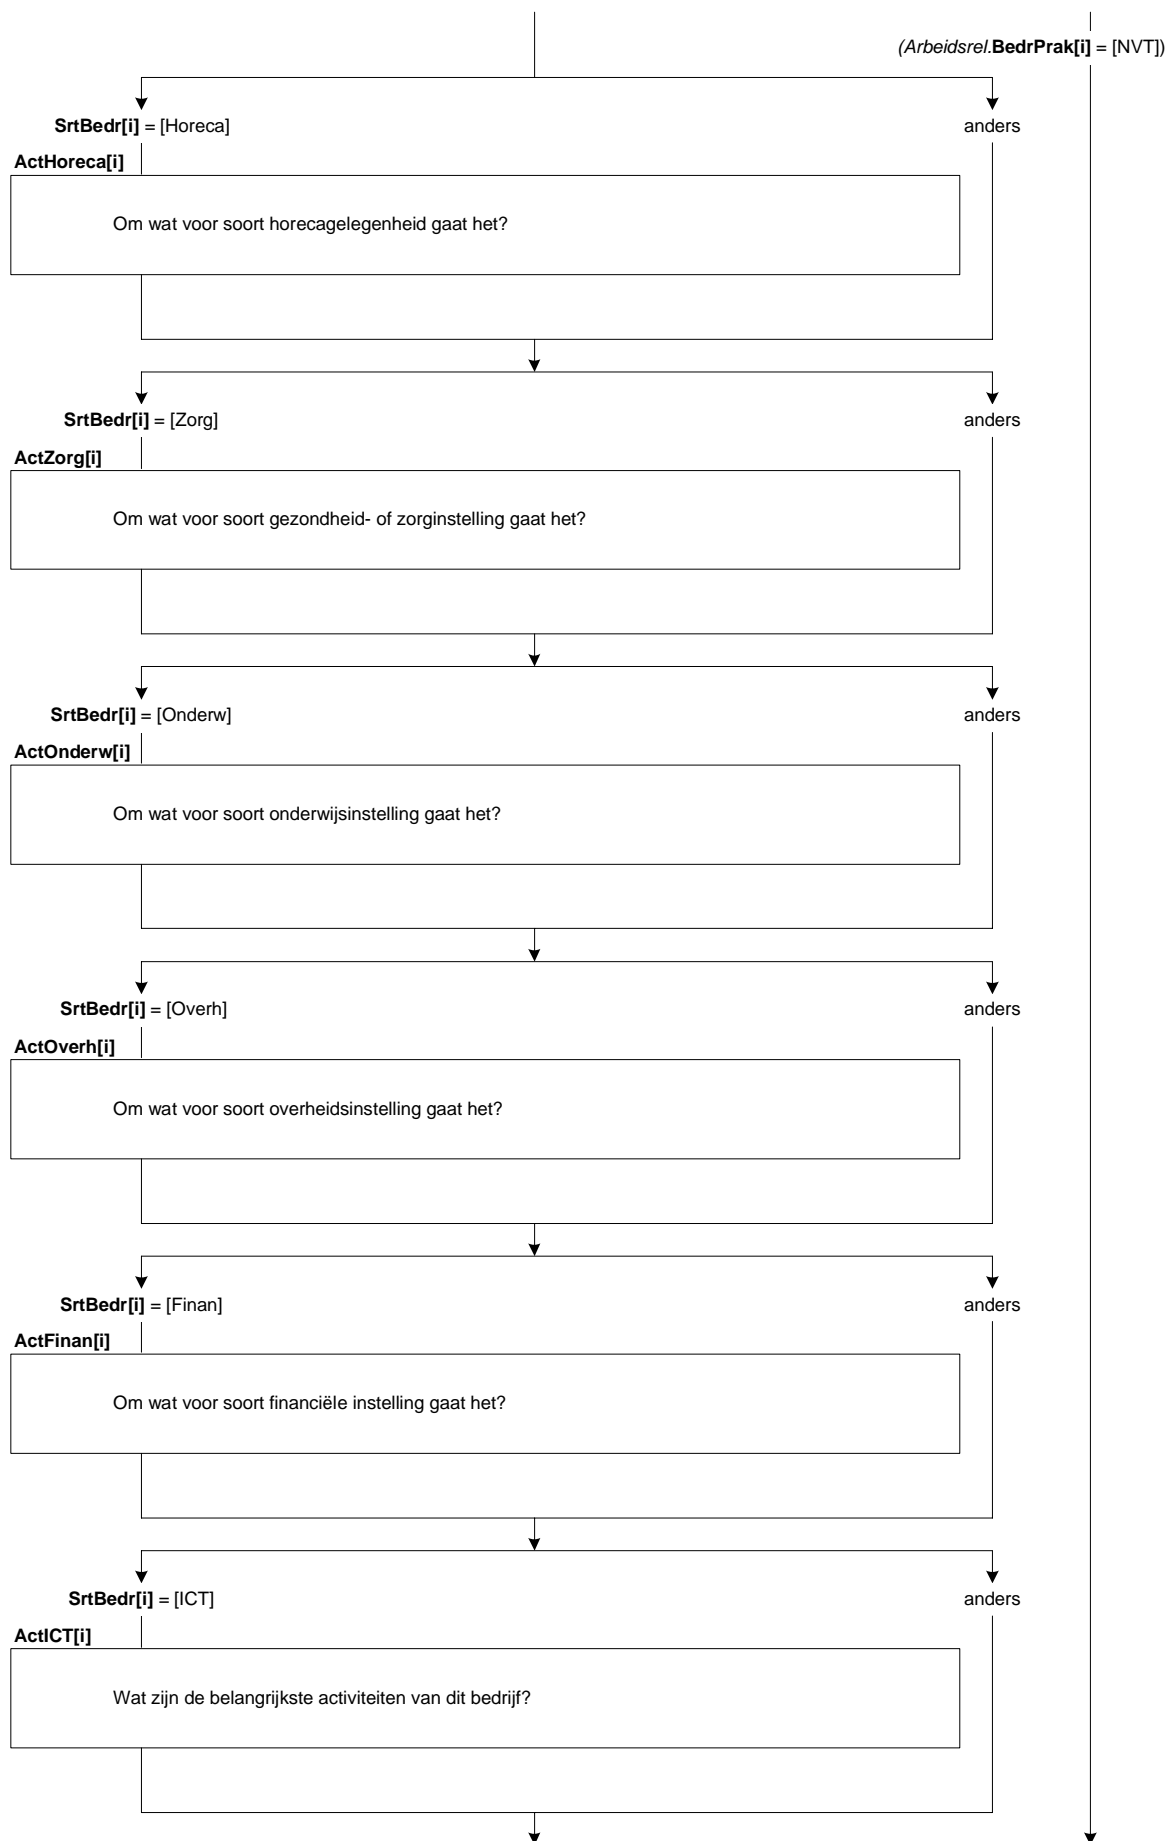 (Arbeidsrel.BedrPrak[i] = [NVT])
SrtBedr[i] = [Horeca]
anders
ActHoreca[i]
Om wat voor soort horecagelegenheid gaat het?
SrtBedr[i] = [Zorg]
anders
ActZorg[i]
Om wat voor soort gezondheid- of zorginstelling gaat het?
SrtBedr[i] = [Onderw]
anders
ActOnderw[i]
Om wat voor soort onderwijsinstelling gaat het?
SrtBedr[i] = [Overh]
anders
ActOverh[i]
Om wat voor soort overheidsinstelling gaat het?
SrtBedr[i] = [Finan]
anders
ActFinan[i]
Om wat voor soort financiële instelling gaat het?
SrtBedr[i] = [ICT]
anders
ActICT[i]
Wat zijn de belangrijkste activiteiten van dit bedrijf?